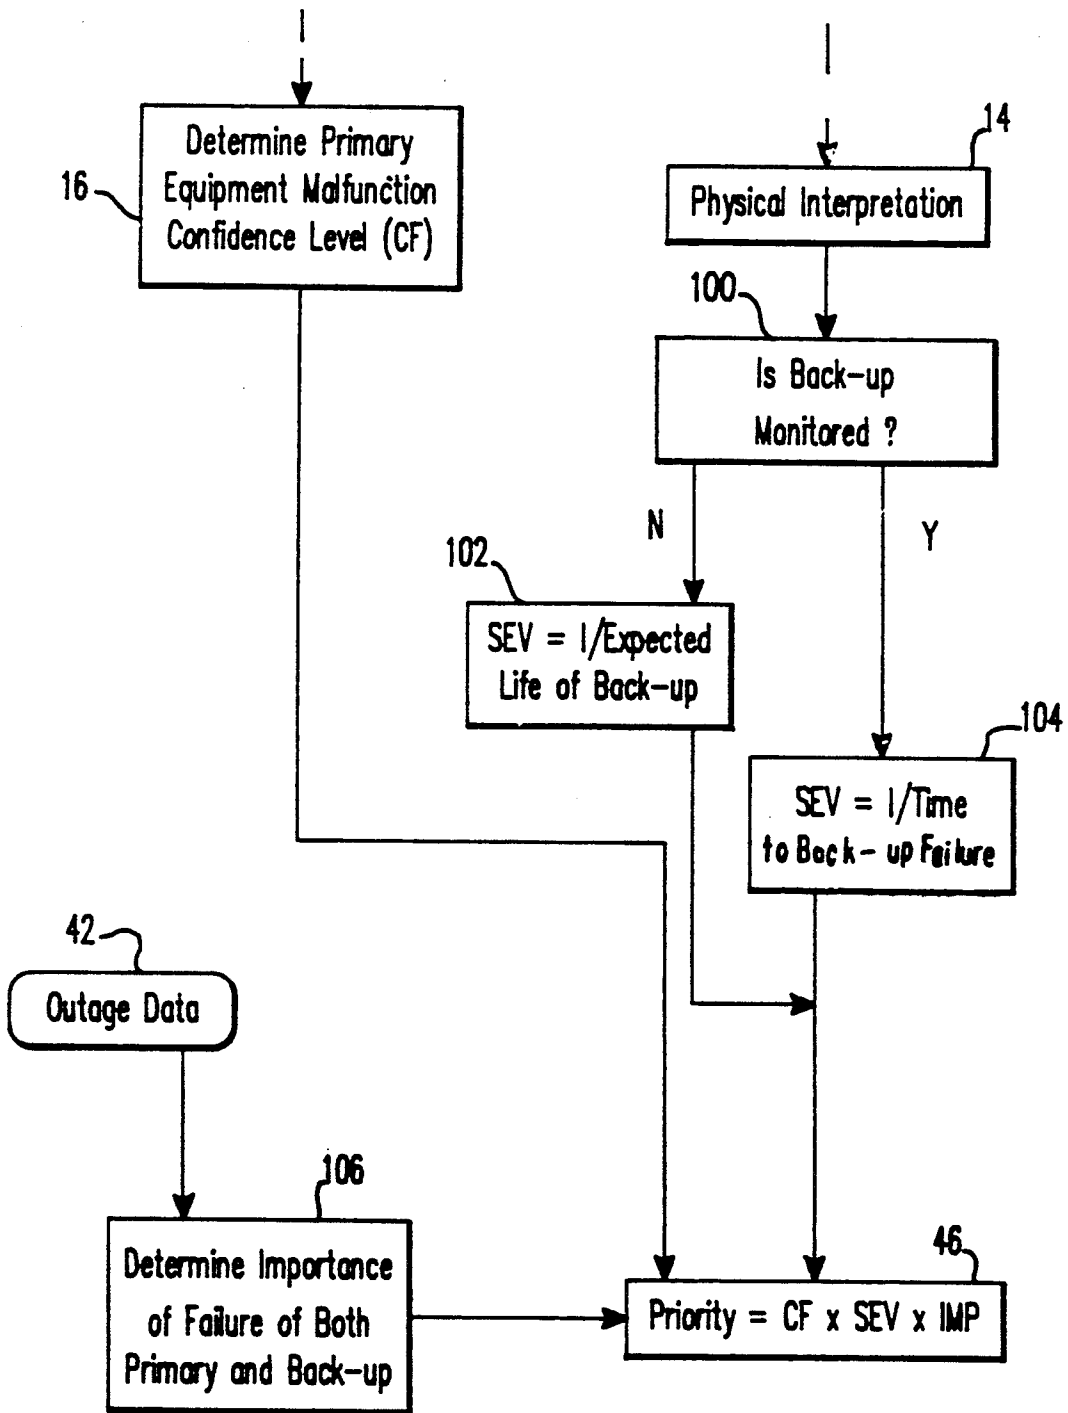 16
Determine Primary
Equipment Malfunction
Confidence Level (CF)
14
Physical Interpretation
100
Is Back-up
Monitored ?
N
Y
102
SEV = 1/Expected
Life of Back-up
104
SEV = 1/Time
to Back-up Failure
42
Outage Data
106
Determine Importance
of Failure of Both
Primary and Back-up
46
Priority = CF x SEV x IMP